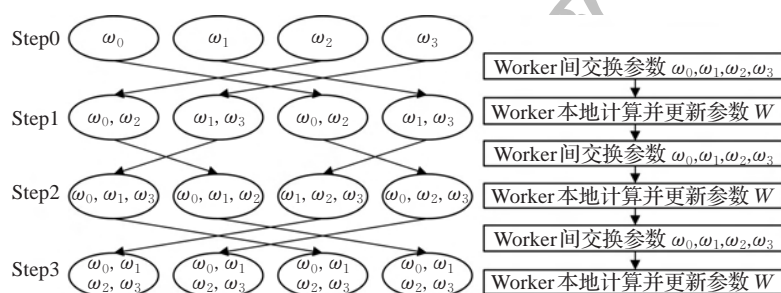 Step0 ω₀ ω₁ ω₂ ω₃
Step1 ω₀, ω₂ ω₁, ω₃ ω₀, ω₂ ω₁, ω₃
Step2 ω₀, ω₁, ω₃ ω₀, ω₁, ω₂ ω₁, ω₂, ω₃ ω₀, ω₂, ω₃
Step3
ω₀, ω₁ ω₀, ω₁ ω₀, ω₁ ω₀, ω₁
ω₂, ω₃ ω₂, ω₃ ω₂, ω₃ ω₂, ω₃
Worker间交换参数 ω₀,ω₁,ω₂,ω₃
Worker本地计算并更新参数 W
Worker间交换参数 ω₀,ω₁,ω₂,ω₃
Worker本地计算并更新参数 W
Worker间交换参数 ω₀,ω₁,ω₂,ω₃
Worker本地计算并更新参数 W